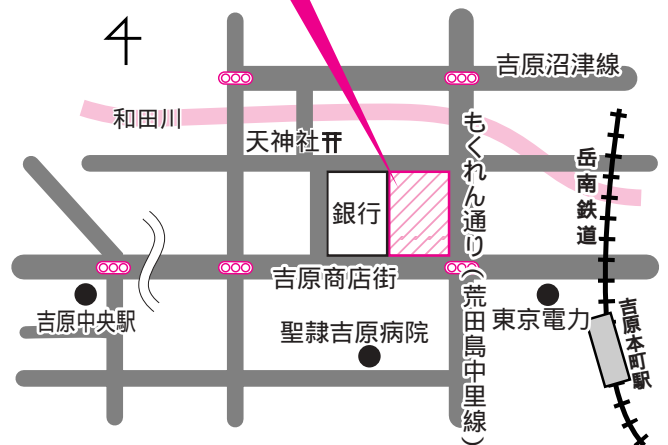 吉原沼津線
和田川
天神社
もくれん通り(荒田島中里線)
岳南鉄道
銀行
吉原商店街
吉原中央駅
聖隷吉原病院
東京電力
吉原本町駅